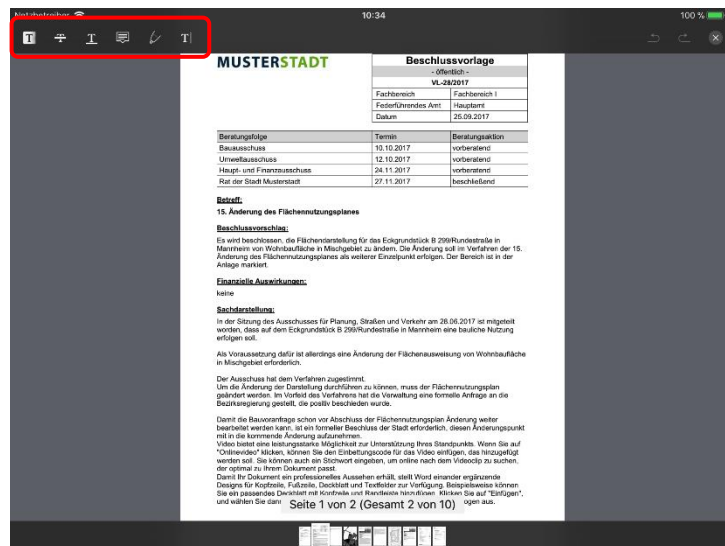 Netzbetreiber 10:34 100 %
T T T T
MUSTERSTADT
Beschlussvorlage
- öffentlich -
VL-28/2017
Fachbereich Fachbereich I
Federführendes Amt Hauptamt
Datum 25.09.2017
Beratungsfolge Termin Beratungsaktion
Bauausschuss 10.10.2017 vorberatend
Umweltausschuss 12.10.2017 vorberatend
Haupt- und Finanzausschuss 24.11.2017 vorberatend
Rat der Stadt Musterstadt 27.11.2017 beschließend
Betreff:
15. Änderung des Flächennutzungsplanes
Beschlussvorschlag:
Es wird beschlossen, die Flächendarstellung für das Eckgrundstück B 299/Rundestraße in
Mannheim von Wohnbaufläche in Mischgebiet zu ändern. Die Änderung soll im Verfahren der 15.
Änderung des Flächennutzungsplanes als weiterer Einzelpunkt erfolgen. Der Bereich ist in der
Anlage markiert.
Finanzielle Auswirkungen:
keine
Sachdarstellung:
In der Sitzung des Ausschusses für Planung, Straßen und Verkehr am 28.06.2017 ist mitgeteilt
worden, dass auf dem Eckgrundstück B 299/Rundestraße in Mannheim eine bauliche Nutzung
erfolgen soll.
Als Voraussetzung dafür ist allerdings eine Änderung der Flächenausweisung von Wohnbaufläche
in Mischgebiet erforderlich.
Der Ausschuss hat dem Verfahren zugestimmt.
Um die Änderung der Darstellung durchführen zu können, muss der Flächennutzungsplan
geändert werden. Im Vorfeld des Verfahrens hat die Verwaltung eine formelle Anfrage an die
Bezirksregierung gestellt, die positiv beschieden wurde.
Damit die Bauvoranfrage schon vor Abschluss der Flächennutzungsplan Änderung weiter
bearbeitet werden kann, ist ein formeller Beschluss der Stadt erforderlich, diesen Änderungspunkt
mit in die kommende Änderung aufzunehmen.
Video bietet eine leistungsstarke Möglichkeit zur Unterstützung Ihres Standpunkts. Wenn Sie auf
"Onlinevideo" klicken, können Sie den Einbettungscode für das Video einfügen, das hinzugefügt
werden soll. Sie können auch ein Stichwort eingeben, um online nach dem Videoclip zu suchen,
der optimal zu Ihrem Dokument passt.
Damit Ihr Dokument ein professionelles Aussehen erhält, stellt Word einander ergänzende
Designs für Kopfzeile, Fußzeile, Deckblatt und Textfelder zur Verfügung. Beispielsweise können
Sie ein passendes Deckblatt mit Kopfzeile und Randleiste hinzufügen. Klicken Sie auf "Einfügen",
und wählen Sie dann
Seite 1 von 2 (Gesamt 2 von 10)
ogen aus.